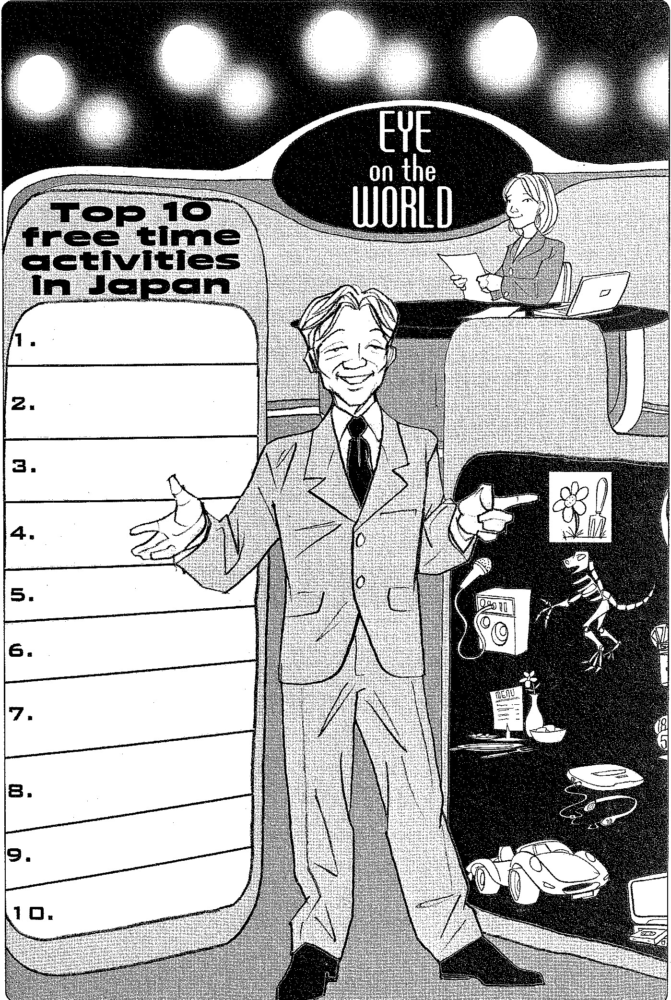 EYE
on the
WORLD
Top 10
free time
activities
in Japan
1.
2.
3.
4.
5.
6.
7.
8.
9.
10.
MENU